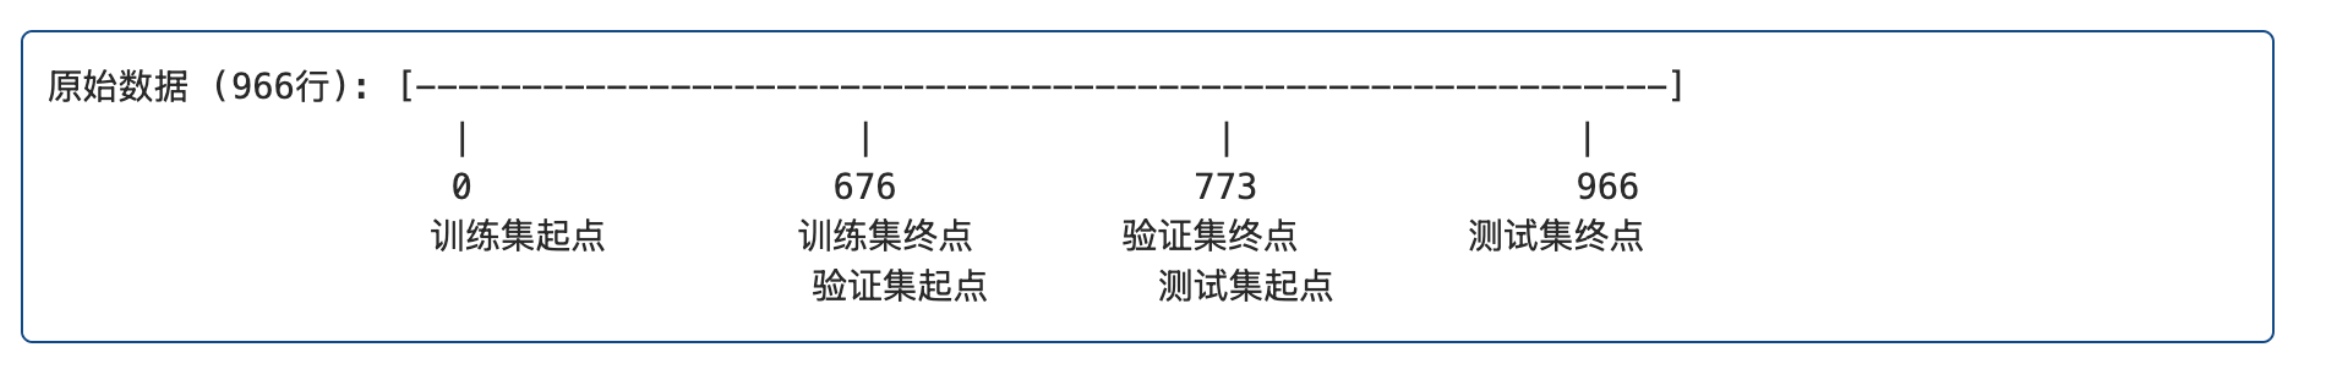 原始数据 (966行): [-----------------------------------------------------------]
| | | |
0 676 773 966
训练集起点 训练集终点 验证集终点 测试集终点
验证集起点 测试集起点